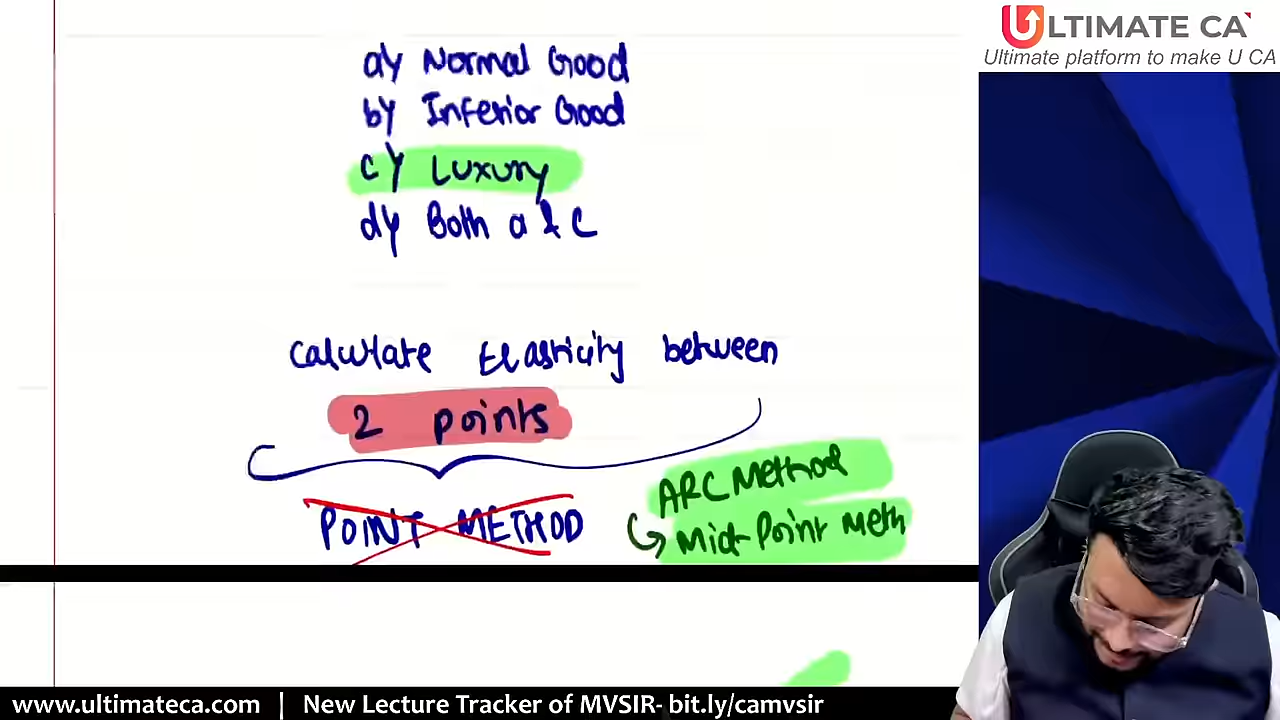 ULTIMATE CA
Ultimate platform to make U CA
a) Normal Good
b) Inferior Good
c) Luxury
d) Both a & C
Calculate Elasticity between
2 points
ARC Method
POINT METHOD
Mid-Point Meth
www.ultimateca.com | New Lecture Tracker of MVSIR- bit.ly/camvsir